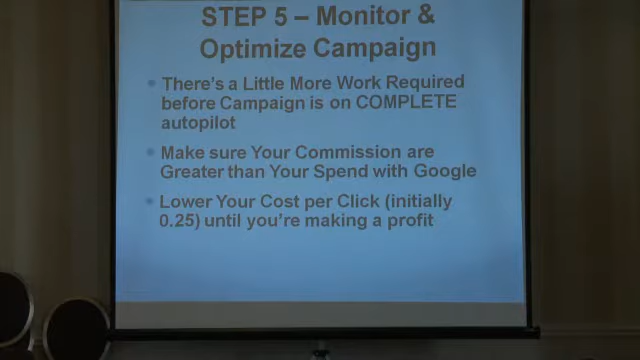 STEP 5 – Monitor &
Optimize Campaign
There's a Little More Work Required
before Campaign is on COMPLETE
autopilot
Make sure Your Commission are
Greater than Your Spend with Google
Lower Your Cost per Click (initially
0.25) until you're making a profit